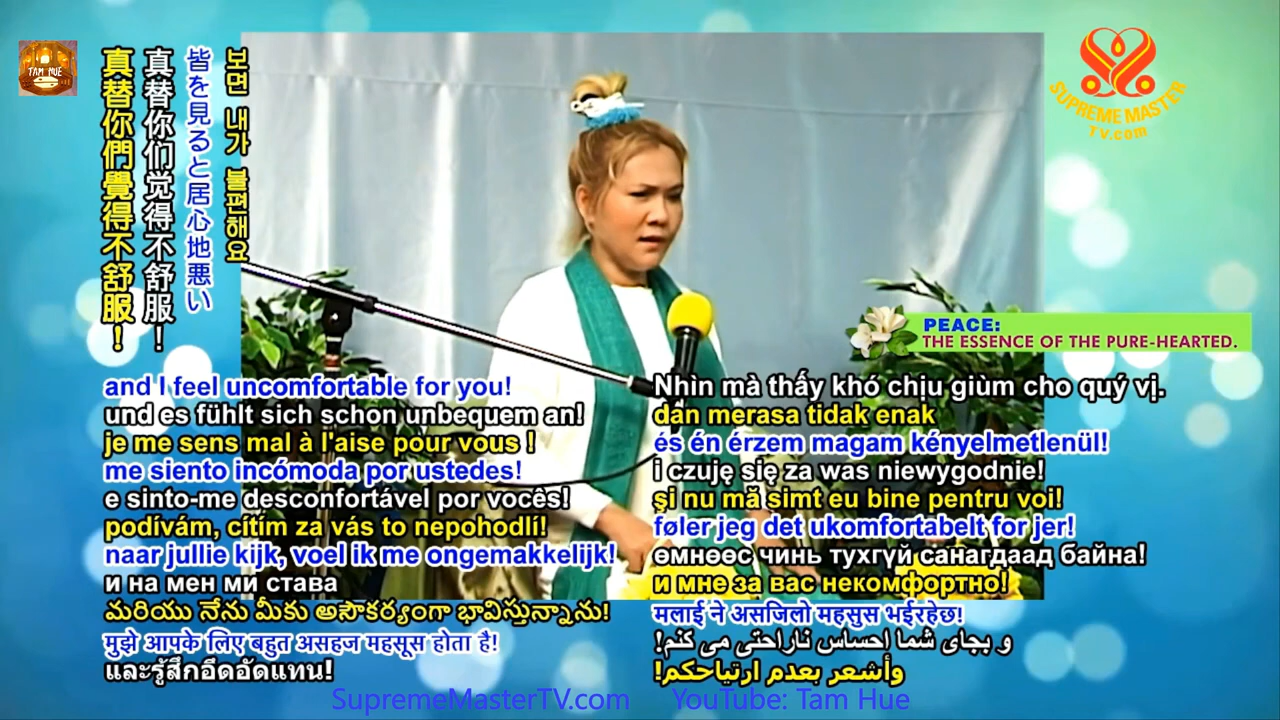 TAM HUE
真替你們覺得不舒服！
真替你们觉得不舒服！
皆を見ると居心地悪い
보면 내가 불편해요
SUPREME MASTER
TV.com
PEACE:
THE ESSENCE OF THE PURE-HEARTED.
and I feel uncomfortable for you!
und es fühlt sich schon unbequem an!
je me sens mal à l'aise pour vous !
me siento incómoda por ustedes!
e sinto-me desconfortável por vocês!
podívám, cítím za vás to nepohodlí!
naar jullie kijk, voel ik me ongemakkelijk!
и на мен ми става
మరియు నేను మీకు అసౌకర్యంగా భావిస్తున్నాను!
मुझे आपके लिए बहुत असहज महसूस होता है!
และรู้สึกอึดอัดแทน!
Nhìn mà thấy khó chịu giùm cho quý vị.
dan merasa tidak enak
és én érzem magam kényelmetlenül!
i czuję się za was niewygodnie!
și nu mă simt eu bine pentru voi!
føler jeg det ukomfortabelt for jer!
өмнөөс чинь тухгүй санагдаад байна!
и мне за вас некомфортно!
मलाई ने असजिलो महसुस भईरहेछ!
و بجای شما احساس ناراحتی می کنم!
وأشعر بعدم ارتياحكم!
SupremeMasterTV.com
YouTube: Tam Hue